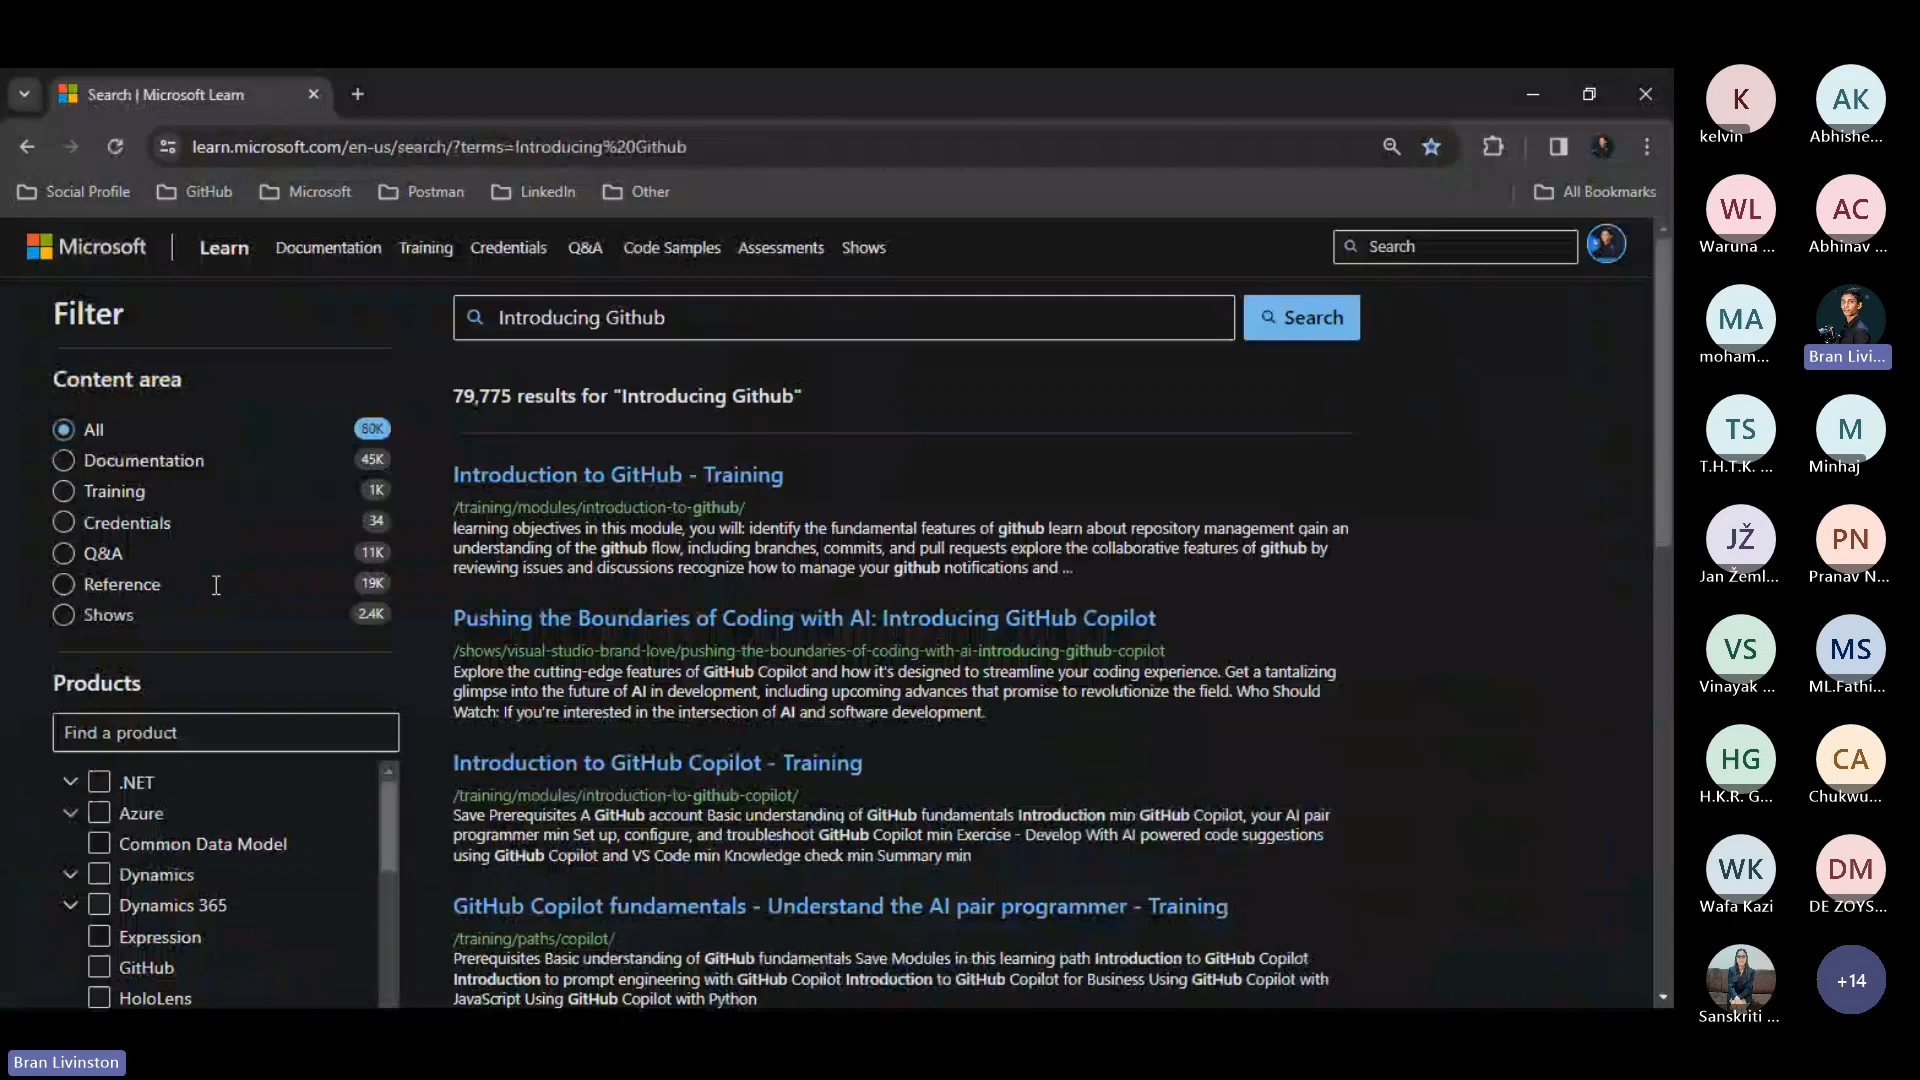 Search | Microsoft Learn
learn.microsoft.com/en-us/search/?terms=Introducing%20Github
Social Profile GitHub Microsoft Postman LinkedIn Other All Bookmarks
Microsoft Learn Documentation Training Credentials Q&A Code Samples Assessments Shows Search
Filter
Content area
All 80K
Documentation 45K
Training 1K
Credentials 34
Q&A 11K
Reference 19K
Shows 2.4K
Products
Find a product
.NET
Azure
Common Data Model
Dynamics
Dynamics 365
Expression
GitHub
HoloLens
Introducing Github Search
79,775 results for "Introducing Github"
Introduction to GitHub - Training
/training/modules/introduction-to-github/
learning objectives in this module, you will: identify the fundamental features of github learn about repository management gain an
understanding of the github flow, including branches, commits, and pull requests explore the collaborative features of github by
reviewing issues and discussions recognize how to manage your github notifications and ...
Pushing the Boundaries of Coding with AI: Introducing GitHub Copilot
/shows/visual-studio-brand-love/pushing-the-boundaries-of-coding-with-ai-introducing-github-copilot
Explore the cutting-edge features of GitHub Copilot and how it's designed to streamline your coding experience. Get a tantalizing
glimpse into the future of AI in development, including upcoming advances that promise to revolutionize the field. Who Should
Watch: If you're interested in the intersection of AI and software development.
Introduction to GitHub Copilot - Training
/training/modules/introduction-to-github-copilot/
Save Prerequisites A GitHub account Basic understanding of GitHub fundamentals Introduction min GitHub Copilot, your AI pair
programmer min Set up, configure, and troubleshoot GitHub Copilot min Exercise - Develop With AI powered code suggestions
using GitHub Copilot and VS Code min Knowledge check min Summary min
GitHub Copilot fundamentals - Understand the AI pair programmer - Training
/training/paths/copilot/
Prerequisites Basic understanding of GitHub fundamentals Save Modules in this learning path Introduction to GitHub Copilot
Introduction to prompt engineering with GitHub Copilot Introduction to GitHub Copilot for Business Using GitHub Copilot with
JavaScript Using GitHub Copilot with Python
K AK
kelvin Abhishe...
WL AC
Waruna ... Abhinav ...
MA
moham... Bran Livi...
TS M
T.H.T.K. ... Minhaj
JŽ PN
Jan Žeml... Pranav N...
VS MS
Vinayak ... ML.Fathi...
HG CA
H.K.R. G... Chukwu...
WK DM
Wafa Kazi DE ZOYS...
+14
Sanskriti ...
Bran Livinston